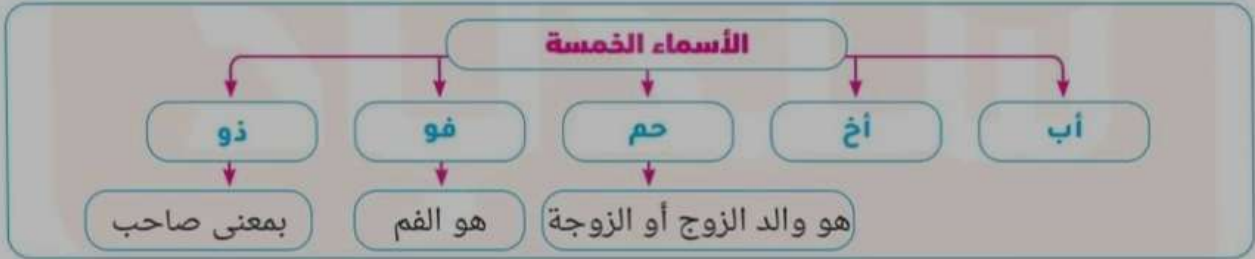 الأسماء الخمسة
أب أخ حم فو ذو
هو والد الزوج أو الزوجة هو الفم بمعنى صاحب